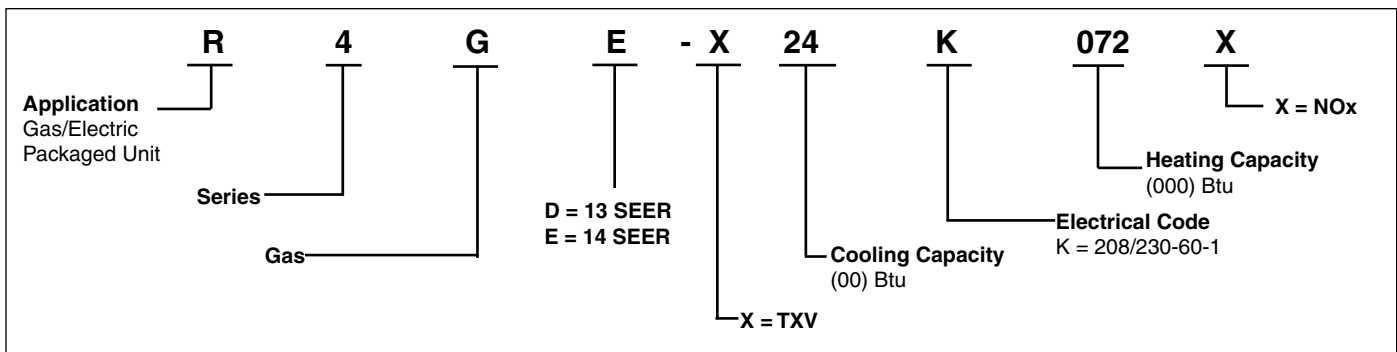 R 4 G E - X 24 K 072 X
Application
Gas/Electric
Packaged Unit
Series
Gas
D = 13 SEER
E = 14 SEER
X = TXV
Cooling Capacity
(00) Btu
Electrical Code
K = 208/230-60-1
Heating Capacity
(000) Btu
X = NOx